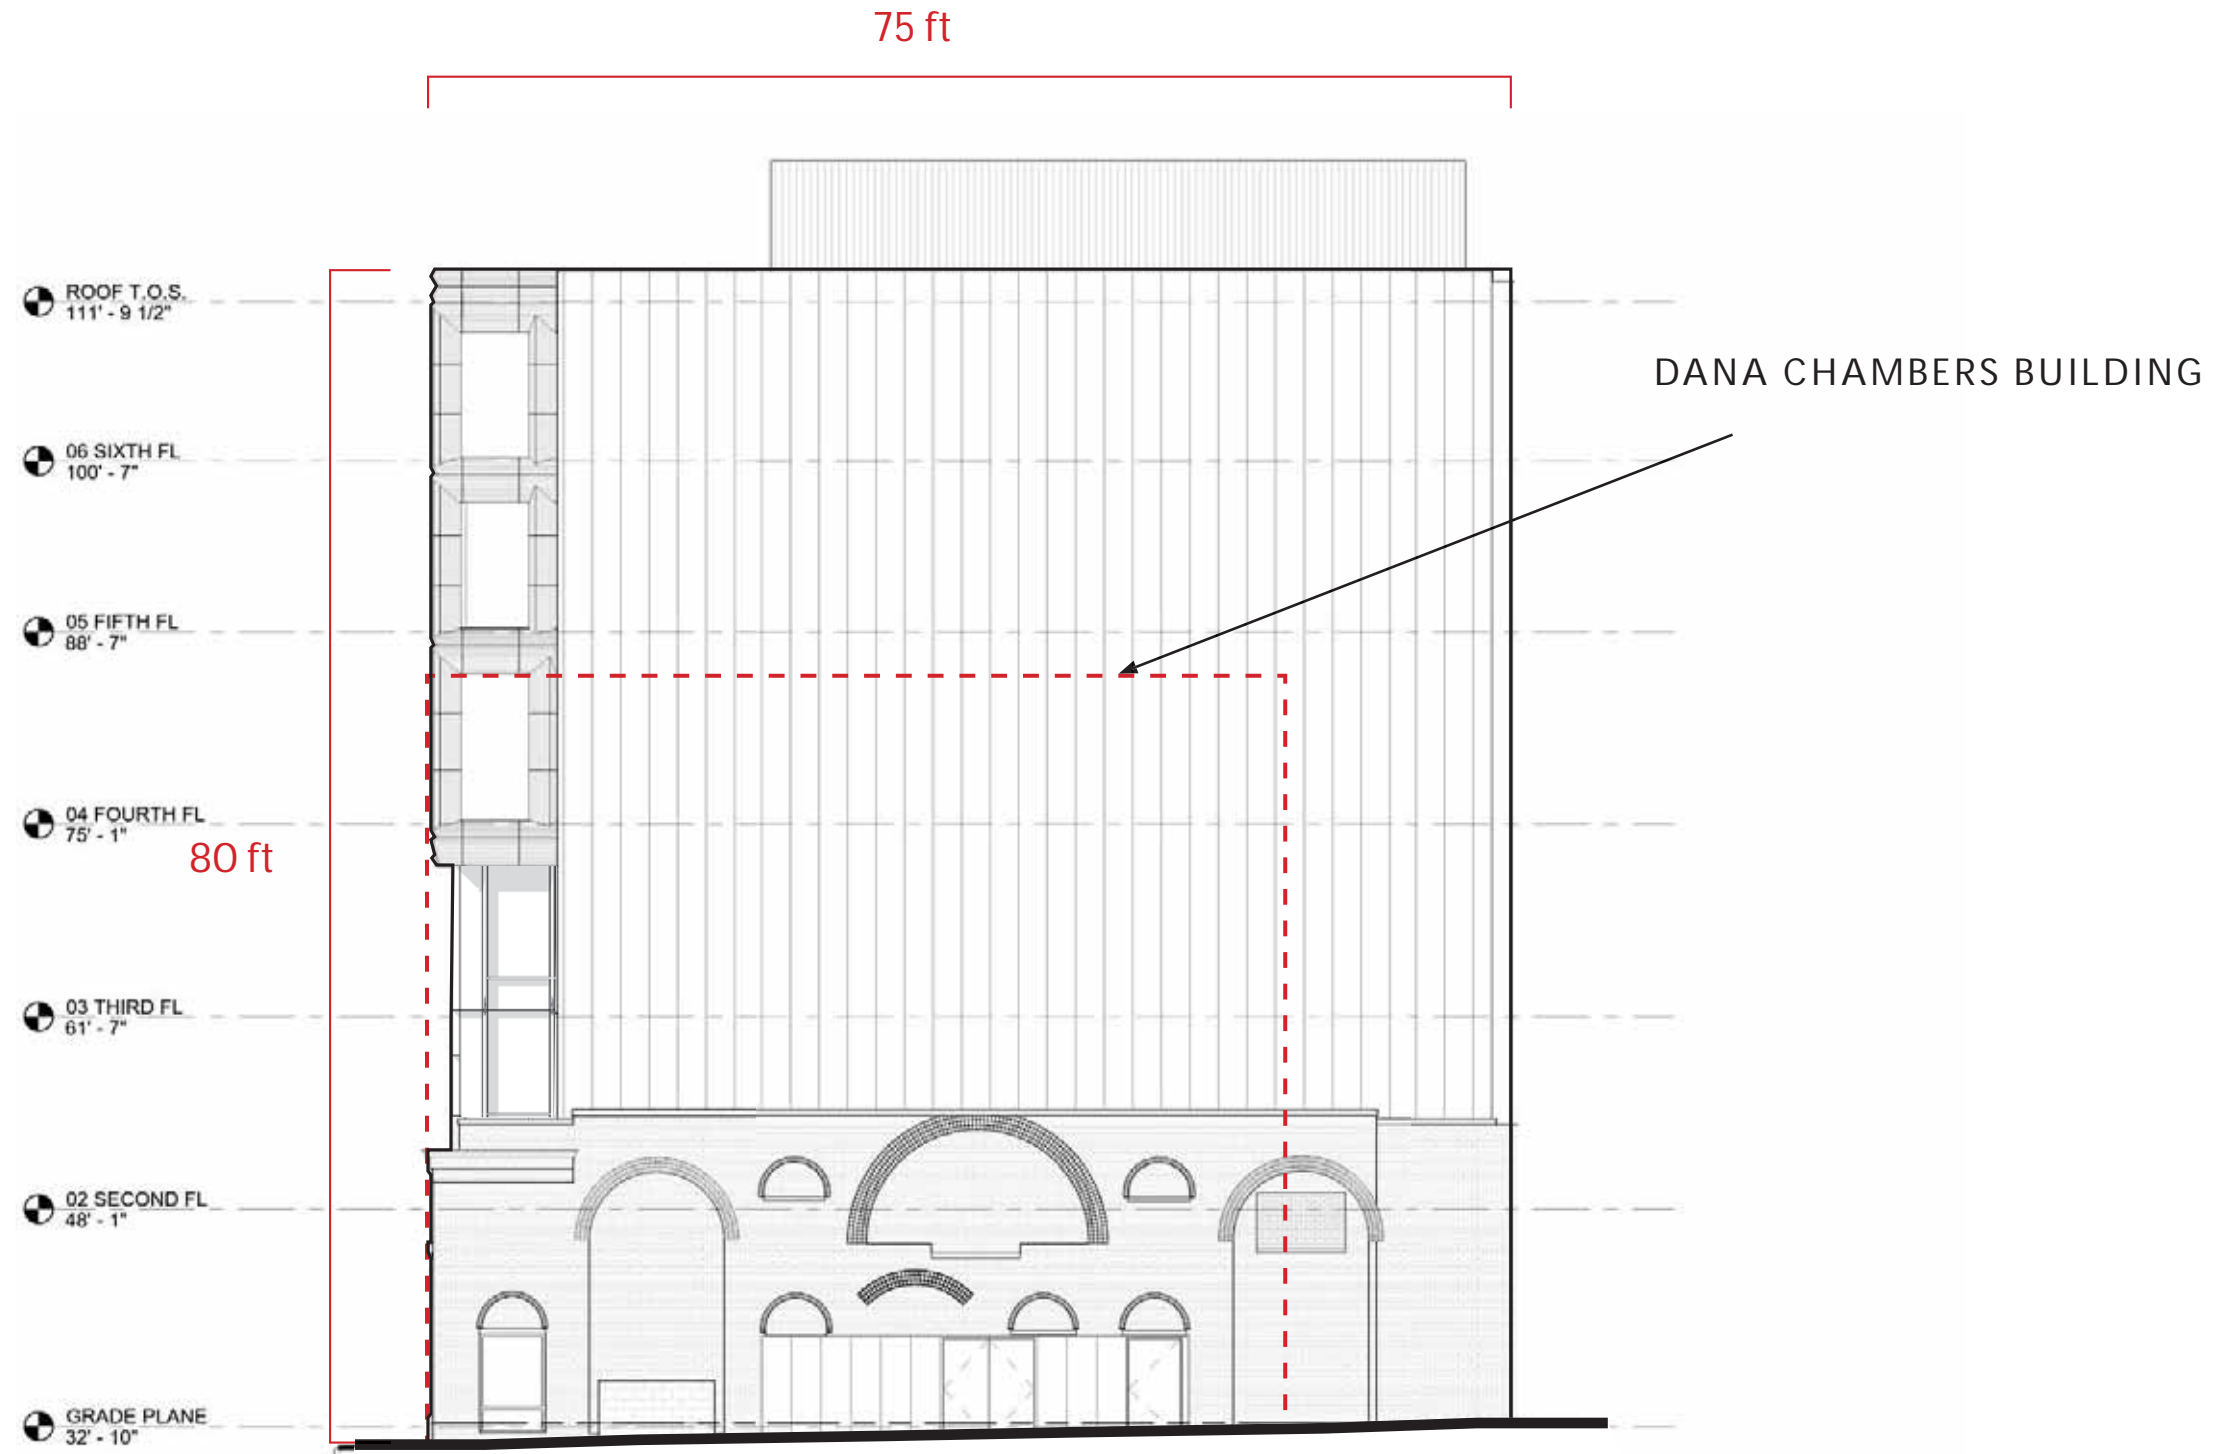 75 ft
ROOF T.O.S.
111' - 9 1/2"
DANA CHAMBERS BUILDING
06 SIXTH FL
100' - 7"
05 FIFTH FL
88' - 7"
04 FOURTH FL
75' - 1"
80 ft
03 THIRD FL
61' - 7"
02 SECOND FL
48' - 1"
GRADE PLANE
32' - 10"